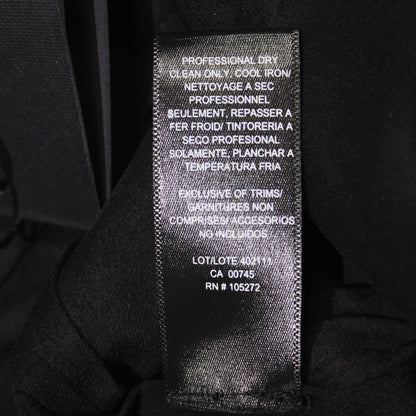 PROFESSIONAL DRY
CLEAN ONLY/ COOL IRON/
NETTOYAGE A SEC
PROFESSIONNEL
SEULEMENT, REPASSER A
FER FROID/ TINTORERIA A
SECO PROFESIONAL
SOLAMENTE, PLANCHAR A
TEMPERATURA FRIA
EXCLUSIVE OF TRIMS/
GARNITURES NON
COMPRISES/ ACCESORIOS
NO INCLUIDOS
LOT/LOTE 402111
CA 00745
RN # 105272